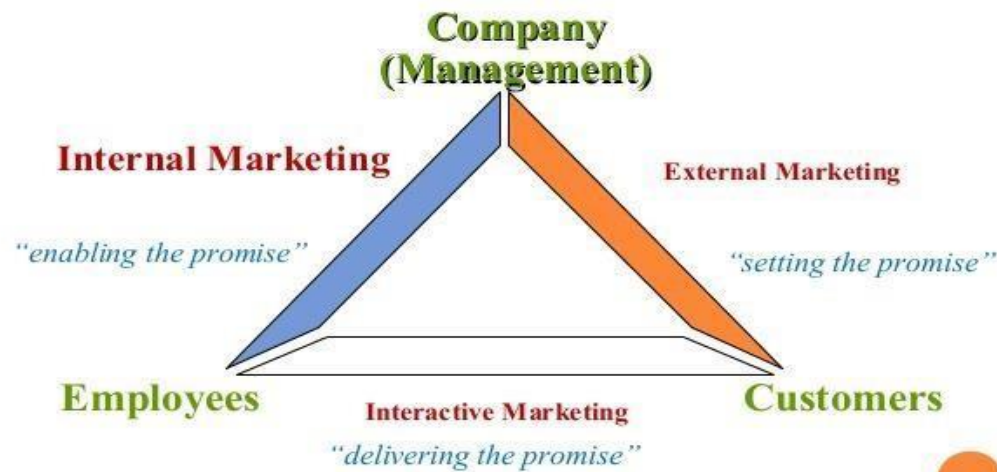 Company
(Management)
Internal Marketing
External Marketing
“enabling the promise”
“setting the promise”
Employees
Customers
Interactive Marketing
“delivering the promise”